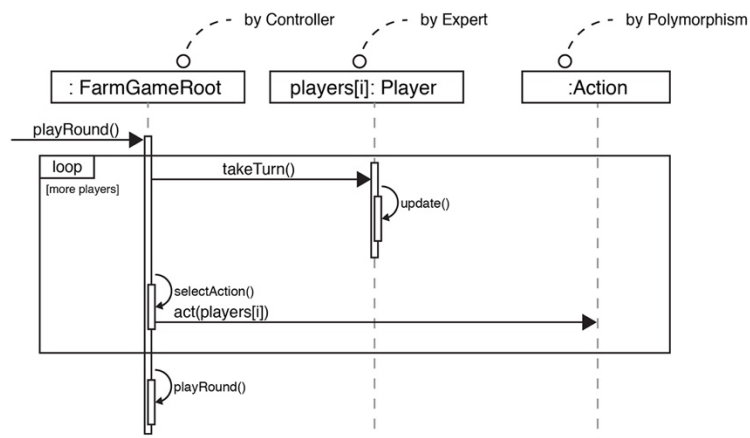 by Controller
by Expert
by Polymorphism
: FarmGameRoot
players[i]: Player
:Action
playRound()
loop
[more players]
takeTurn()
update()
selectAction()
act(players[i])
playRound()